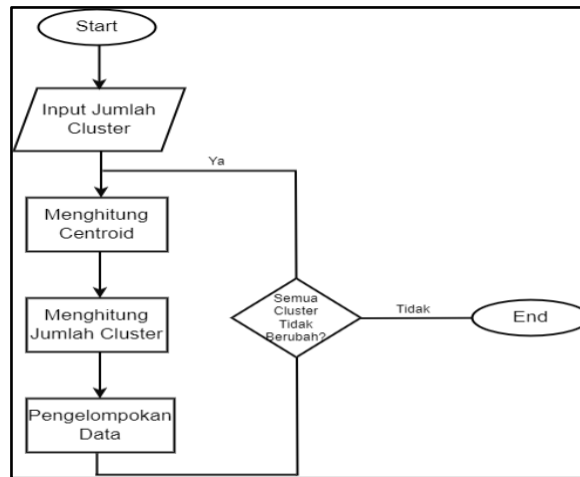 Start
Input Jumlah
Cluster
Ya
Menghitung
Centroid
Menghitung
Jumlah Cluster
Pengelompokan
Data
Semua
Cluster
Tidak
Berubah?
Tidak
End